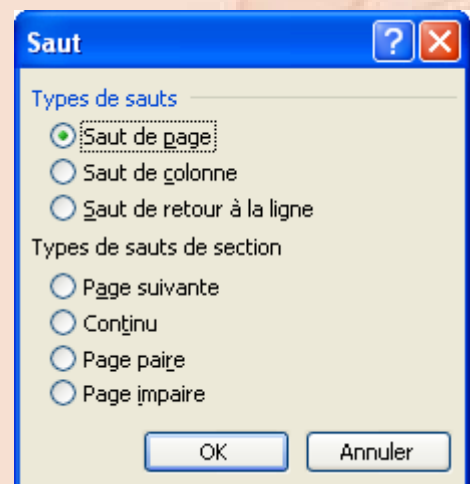 Saut
Types de sauts
Saut de page
Saut de colonne
Saut de retour à la ligne
Types de sauts de section
Page suivante
Continu
Page paire
Page impaire
OK Annuler